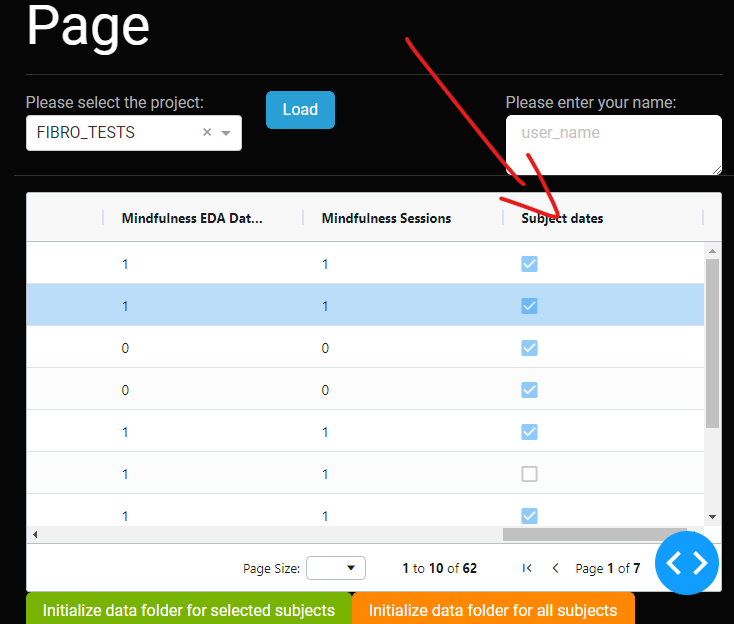 Page
Please select the project:
Load
Please enter your name:
FIBRO_TESTS
user_name
Mindfulness EDA Dat... Mindfulness Sessions Subject dates
1 1
1 1
0 0
0 0
1 1
1 1
1 1
Page Size: 1 to 10 of 62 Page 1 of 7
Initialize data folder for selected subjects Initialize data folder for all subjects